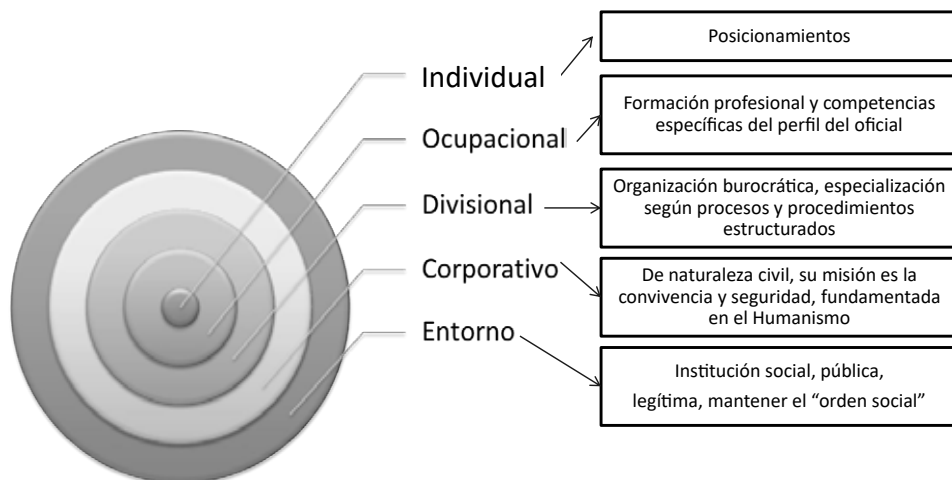 Individual
Posicionamientos
Ocupacional
Formación profesional y competencias
específicas del perfil del oficial
Divisional
Organización burocrática, especialización
según procesos y procedimientos
estructurados
Corporativo
De naturaleza civil, su misión es la
convivencia y seguridad, fundamentada
en el Humanismo
Entorno
Institución social, pública,
legítima, mantener el “orden social”